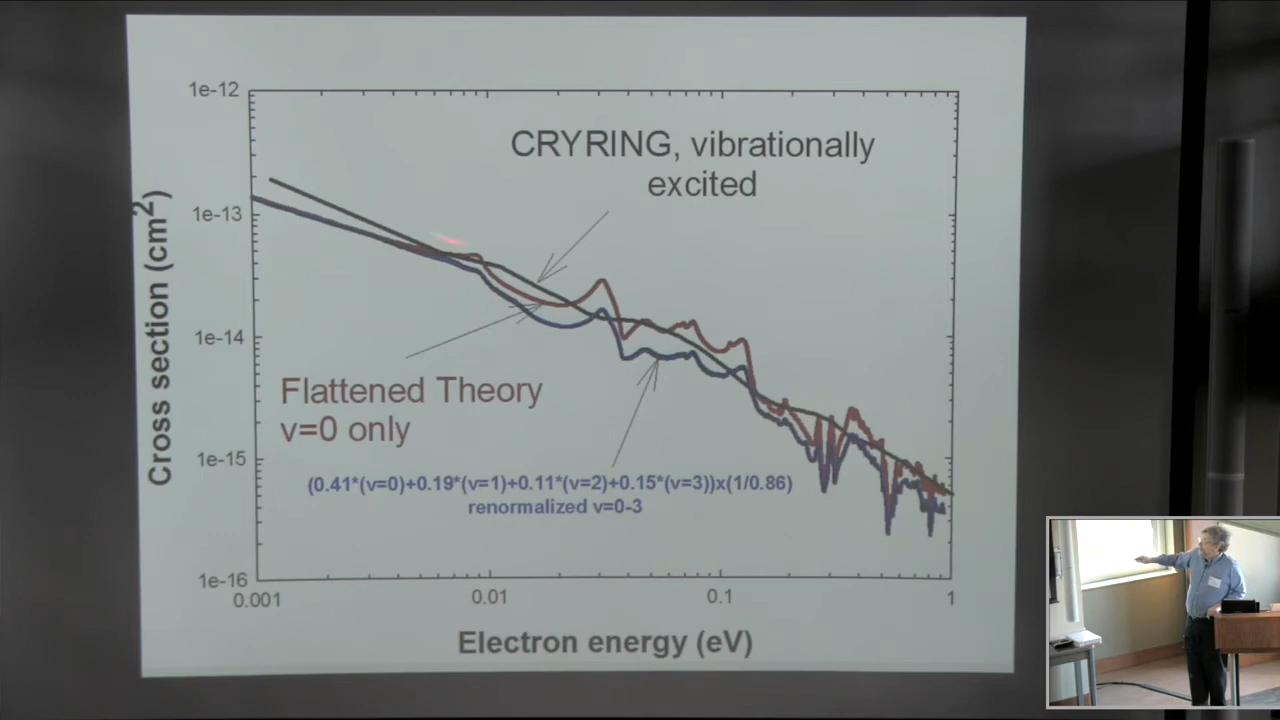 1e-12
1e-13
1e-14
1e-15
1e-16
Cross section (cm2)
CRYRING, vibrationally
excited
Flattened Theory
v=0 only
(0.41*(v=0)+0.19*(v=1)+0.11*(v=2)+0.15*(v=3))x(1/0.86)
renormalized v=0-3
0.001
0.01
0.1
1
Electron energy (eV)